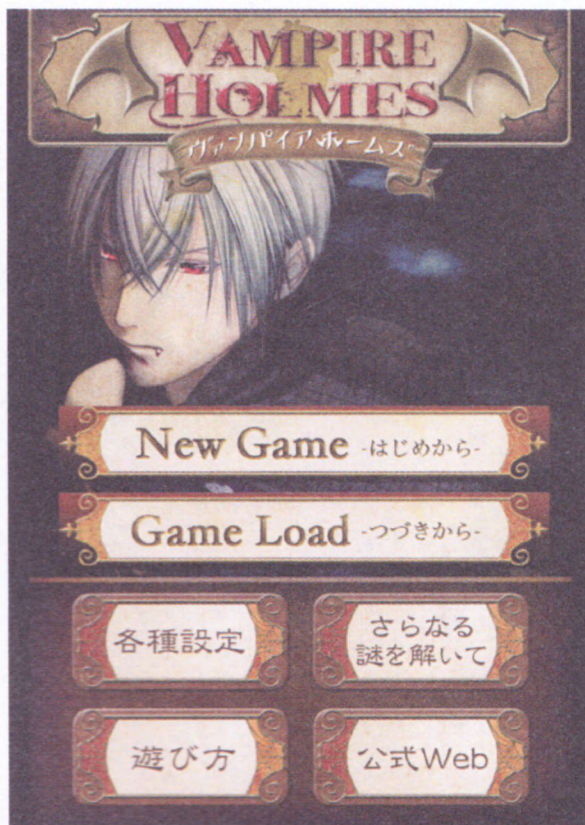 VAMPIRE
HOLMES
ヴァンパイアホームズ
New Game -はじめから-
Game Load -つづきから-
各種設定
さらなる
謎を解いて
遊び方
公式Web